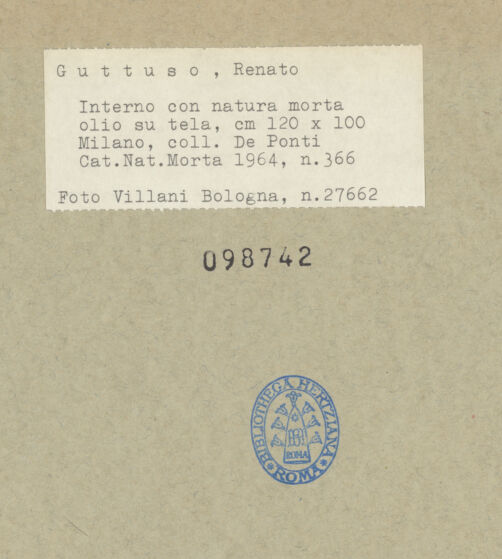 G u t t u s o , Renato
Interno con natura morta
olio su tela, cm 120 x 100
Milano, coll. De Ponti
Cat.Nat.Morta 1964, n.366
Foto Villani Bologna, n.27662
098742
BIBLIOTHECA HERTZIANA
ROMA
ROMA